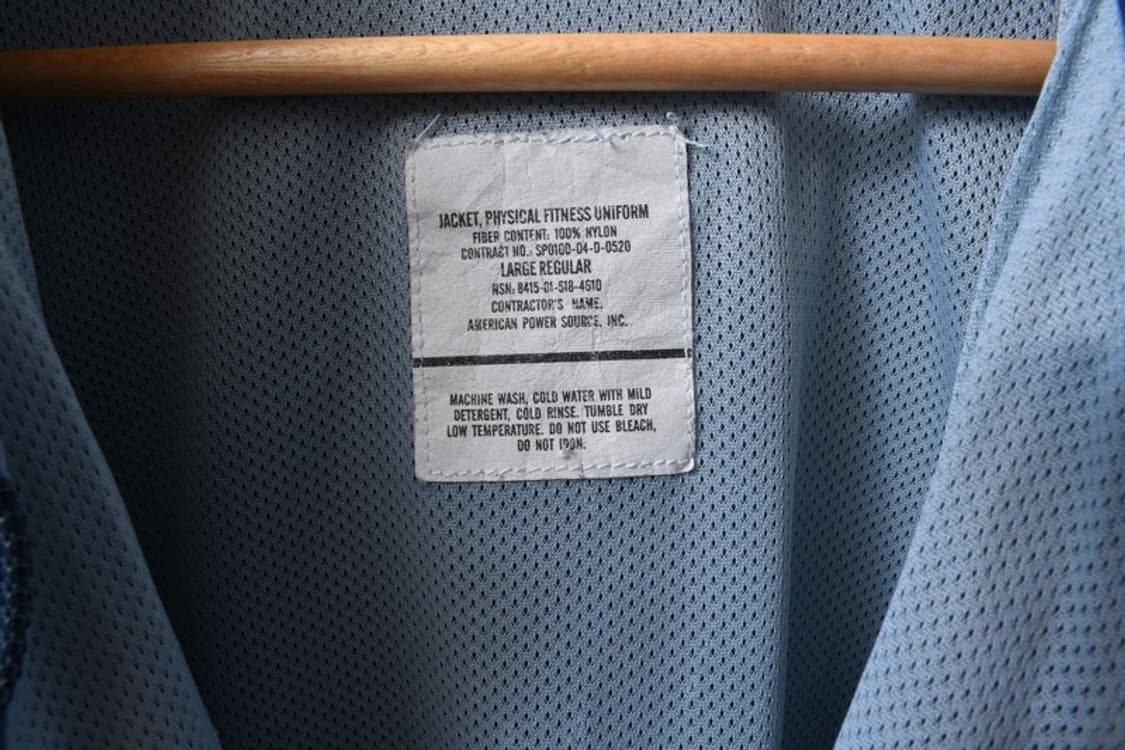 JACKET, PHYSICAL FITNESS UNIFORM
FIBER CONTENT: 100% NYLON
CONTRACT NO.: SP0100-04-D-0520
LARGE REGULAR
NSN: 8415-01-518-4610
CONTRACTOR'S NAME.
AMERICAN POWER SOURCE, INC.
MACHINE WASH, COLD WATER WITH MILD
DETERGENT, COLD RINSE. TUMBLE DRY
LOW TEMPERATURE. DO NOT USE BLEACH,
DO NOT IRON.